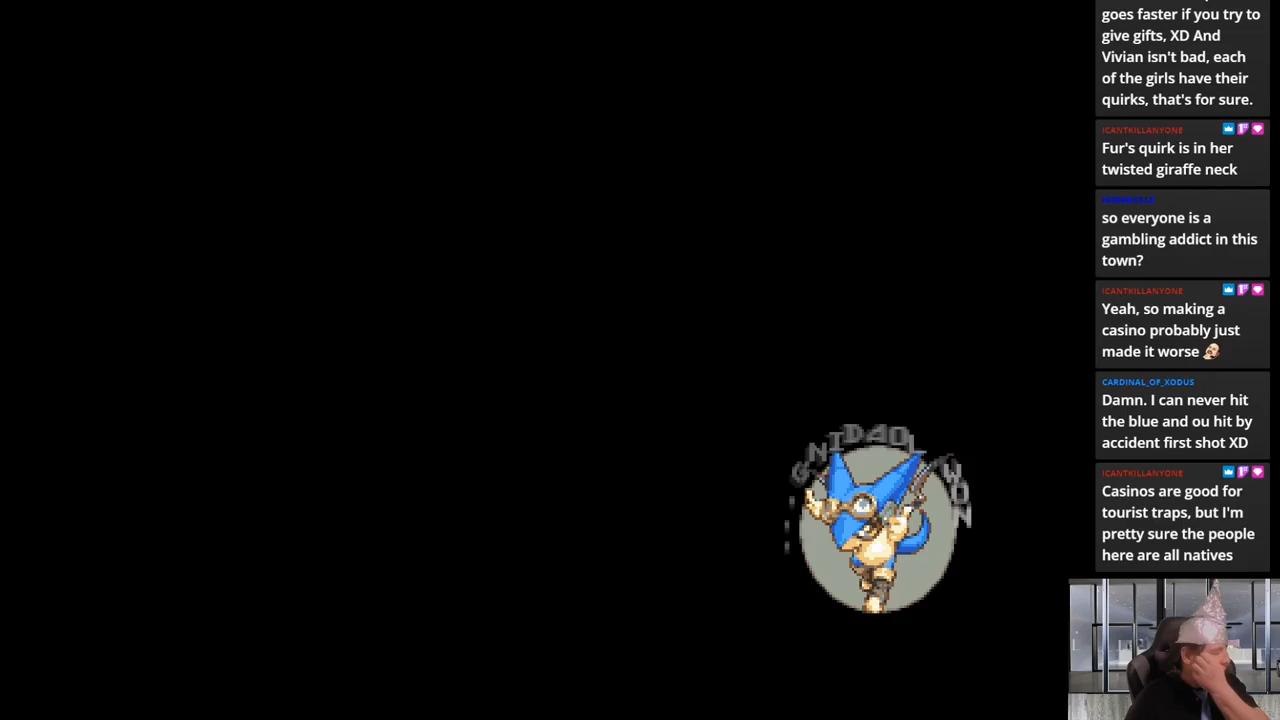 goes faster if you try to
give gifts, XD And
Vivian isn't bad, each
of the girls have their
quirks, that's for sure.
ICANTKILLANYONE
Fur's quirk is in her
twisted giraffe neck
so everyone is a
gambling addict in this
town?
ICANTKILLANYONE
Yeah, so making a
casino probably just
made it worse
CARDINAL_OF_XODUS
Damn. I can never hit
the blue and ou hit by
accident first shot XD
ICANTKILLANYONE
Casinos are good for
tourist traps, but I'm
pretty sure the people
here are all natives
NOW LOADING...